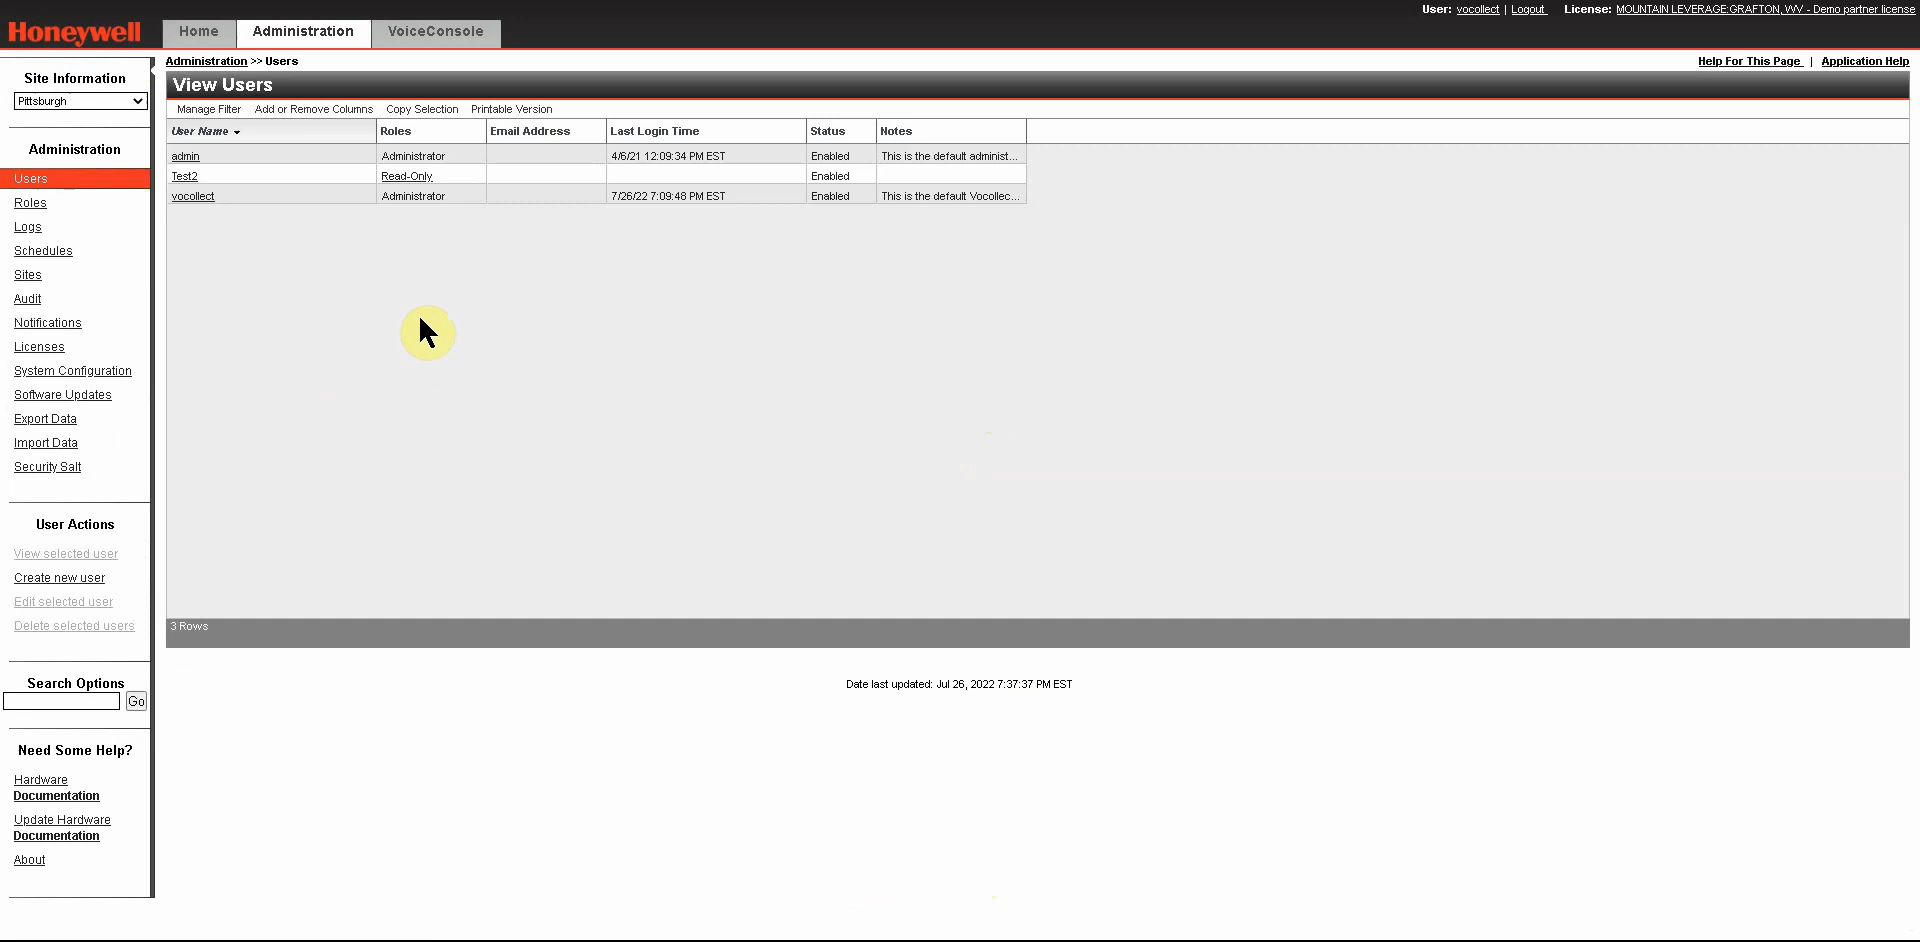 User: vocollect | Logout License: MOUNTAIN LEVERAGE:GRAFTON, WV - Demo partner license
Honeywell
Home Administration VoiceConsole
Administration >> Users
Help For This Page | Application Help
Site Information
Pittsburgh
Administration
Users
Roles
Logs
Schedules
Sites
Audit
Notifications
Licenses
System Configuration
Software Updates
Export Data
Import Data
Security Salt
User Actions
View selected user
Create new user
Edit selected user
Delete selected users
Search Options
Go
Need Some Help?
Hardware
Documentation
Update Hardware
Documentation
About
View Users
Manage Filter Add or Remove Columns Copy Selection Printable Version
User Name Roles Email Address Last Login Time Status Notes
admin Administrator 4/6/21 12:09:34 PM EST Enabled This is the default administ...
Test2 Read-Only Enabled
vocollect Administrator 7/26/22 7:09:48 PM EST Enabled This is the default Vocollec...
3 Rows
Date last updated: Jul 26, 2022 7:37:37 PM EST